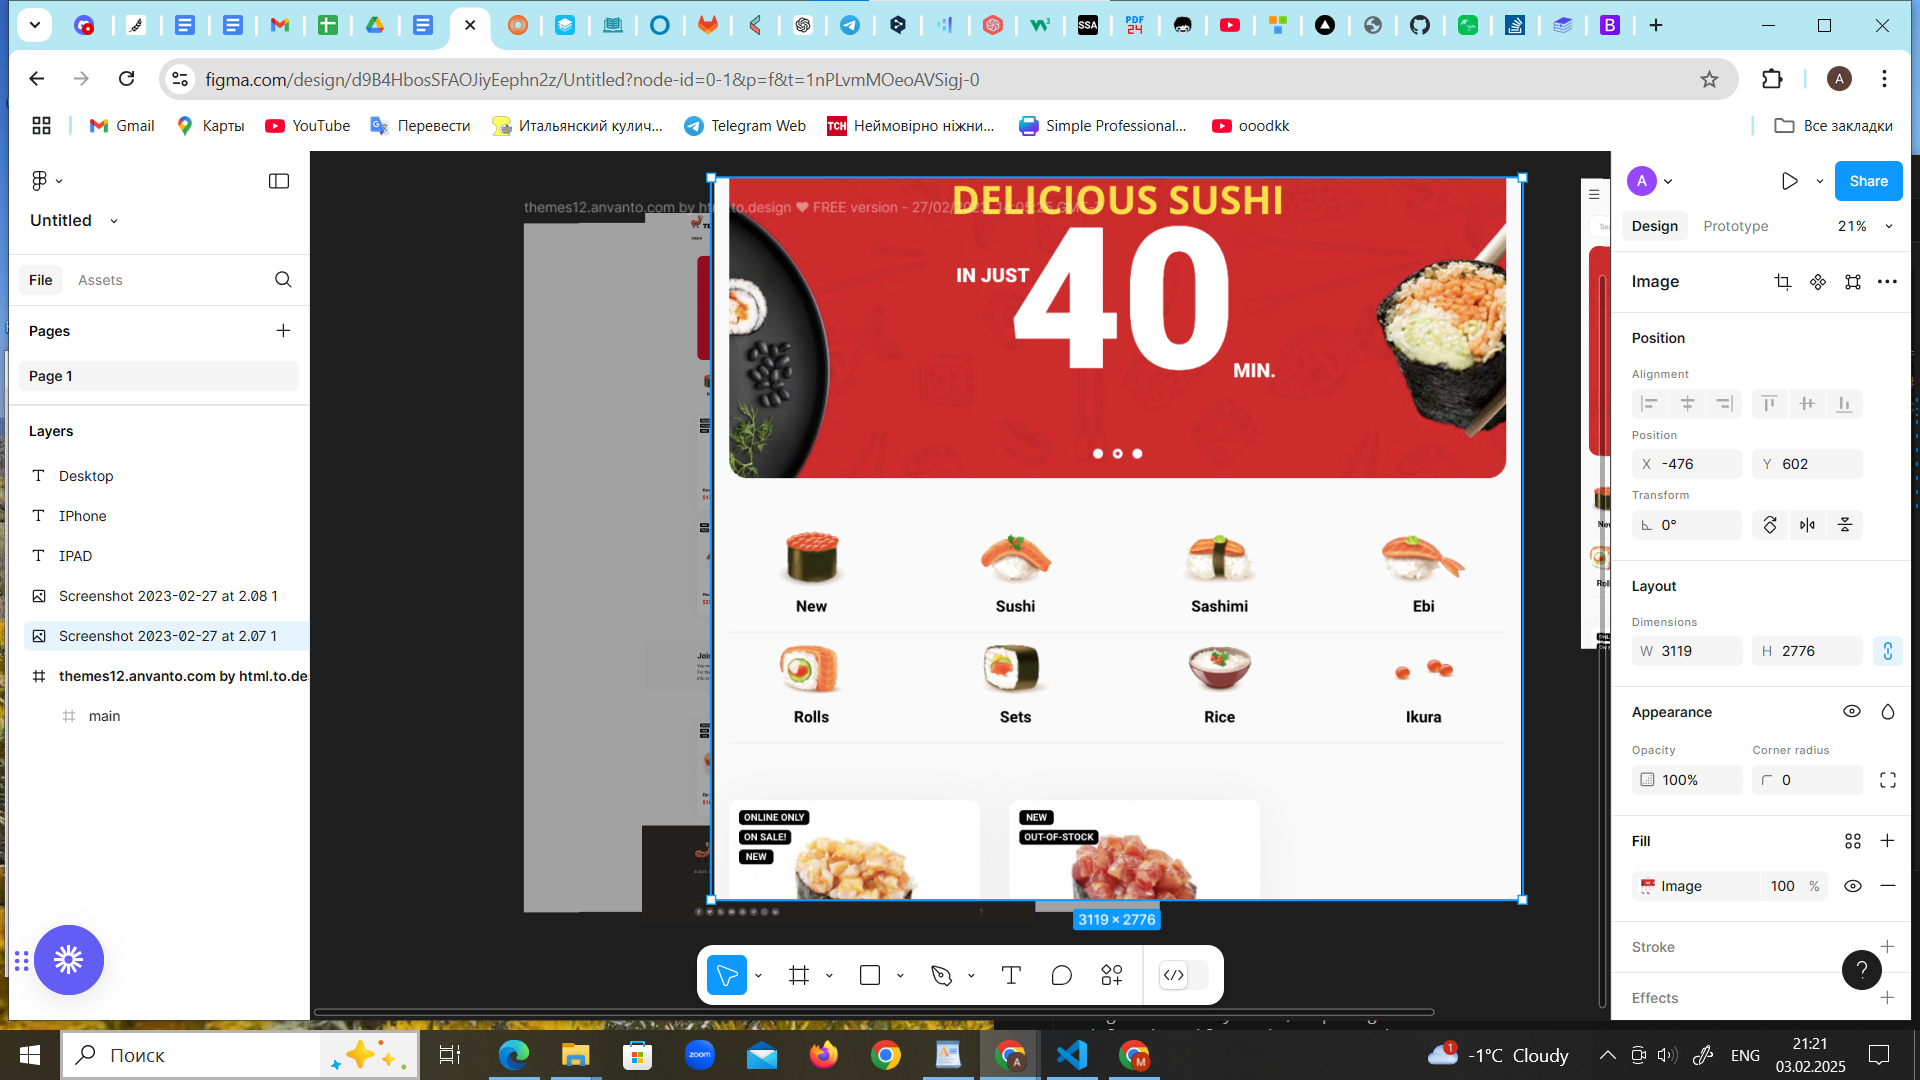 figma.com/design/d9B4HbosSFAOJiyEephn2z/Untitled?node-id=0-1&p=f&t=1nPLvmMOeoAVSigj-0
A
Gmail
Карты
YouTube
Перевести
Итальянский кулич...
Telegram Web
Неймовірно ніжни...
Simple Professional...
ooodkk
Все закладки
Untitled
File
Assets
Pages
Page 1
Layers
Desktop
IPhone
IPAD
Screenshot 2023-02-27 at 2.08 1
Screenshot 2023-02-27 at 2.07 1
themes12.anvanto.com by html.to.de
main
themes12.anvanto.com by html.to.design ❤ FREE version - 27/02/2023
DELICIOUS SUSHI
IN JUST
40
MIN.
New
Sushi
Sashimi
Ebi
Rolls
Sets
Rice
Ikura
ONLINE ONLY
ON SALE!
NEW
NEW
OUT-OF-STOCK
3119 × 2776
A
Share
Design
Prototype
21%
Image
Position
Alignment
Position
X -476
Y 602
Transform
0°
Layout
Dimensions
W 3119
H 2776
Appearance
Opacity
Corner radius
100%
0
Fill
Image
100 %
Stroke
Effects
?
Поиск
zoom
-1°C Cloudy
ENG
21:21
03.02.2025